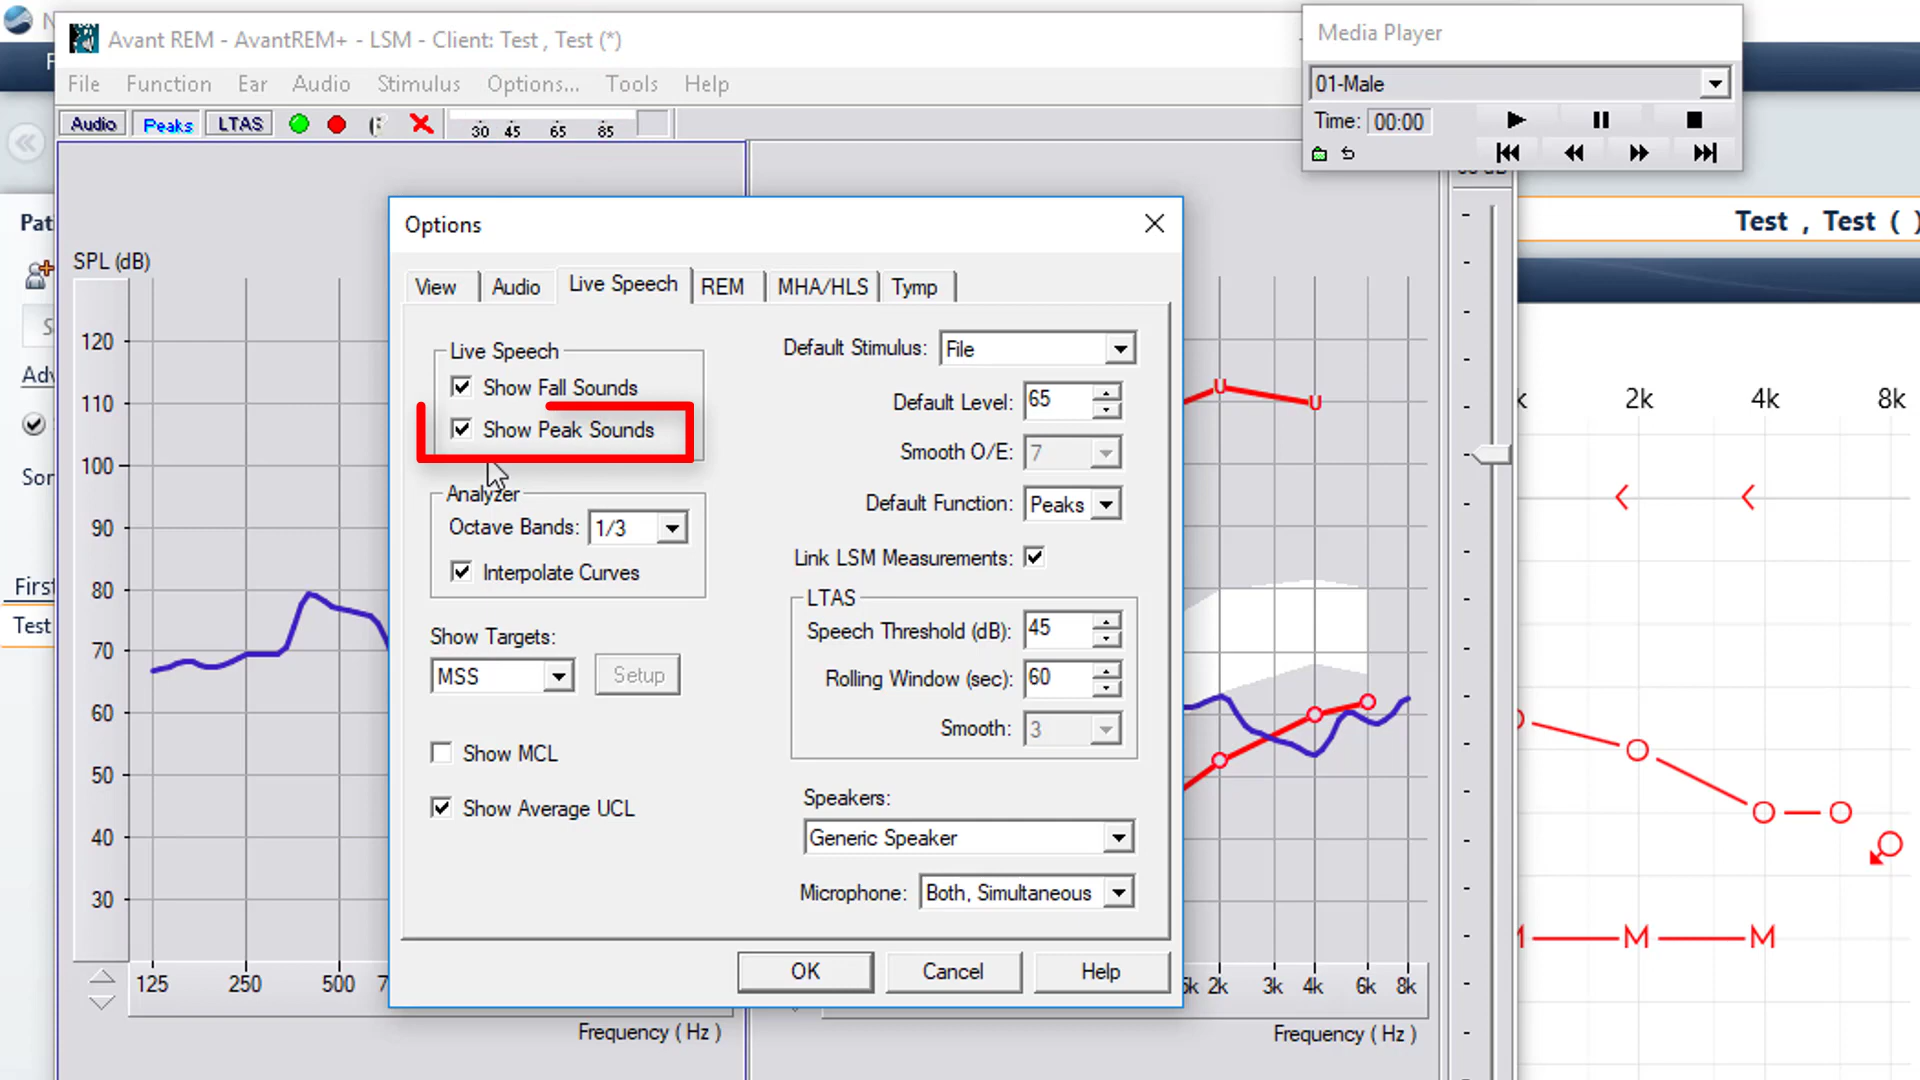 N
Avant REM - AvantREM+ - LSM - Client: Test , Test (*)
File Function Ear Audio Stimulus Options... Tools Help
Audio Peaks LTAS 30 45 65 85
Media Player
01-Male
Time: 00:00
Pat
Adv
Son
First
Test
Test , Test ( )
SPL (dB)
120
110
100
90
80
70
60
50
40
30
125 250 500 7
Frequency ( Hz )
Options
View Audio Live Speech REM MHA/HLS Tymp
Live Speech
Show Fall Sounds
Show Peak Sounds
Analyzer
Octave Bands: 1/3
Interpolate Curves
Show Targets:
MSS Setup
Show MCL
Show Average UCL
Default Stimulus: File
Default Level: 65
Smooth O/E: 7
Default Function: Peaks
Link LSM Measurements:
LTAS
Speech Threshold (dB): 45
Rolling Window (sec): 60
Smooth: 3
Speakers:
Generic Speaker
Microphone: Both, Simultaneous
OK Cancel Help
U U
k 2k 3k 4k 6k 8k
Frequency ( Hz )
k 2k 4k 8k
M M